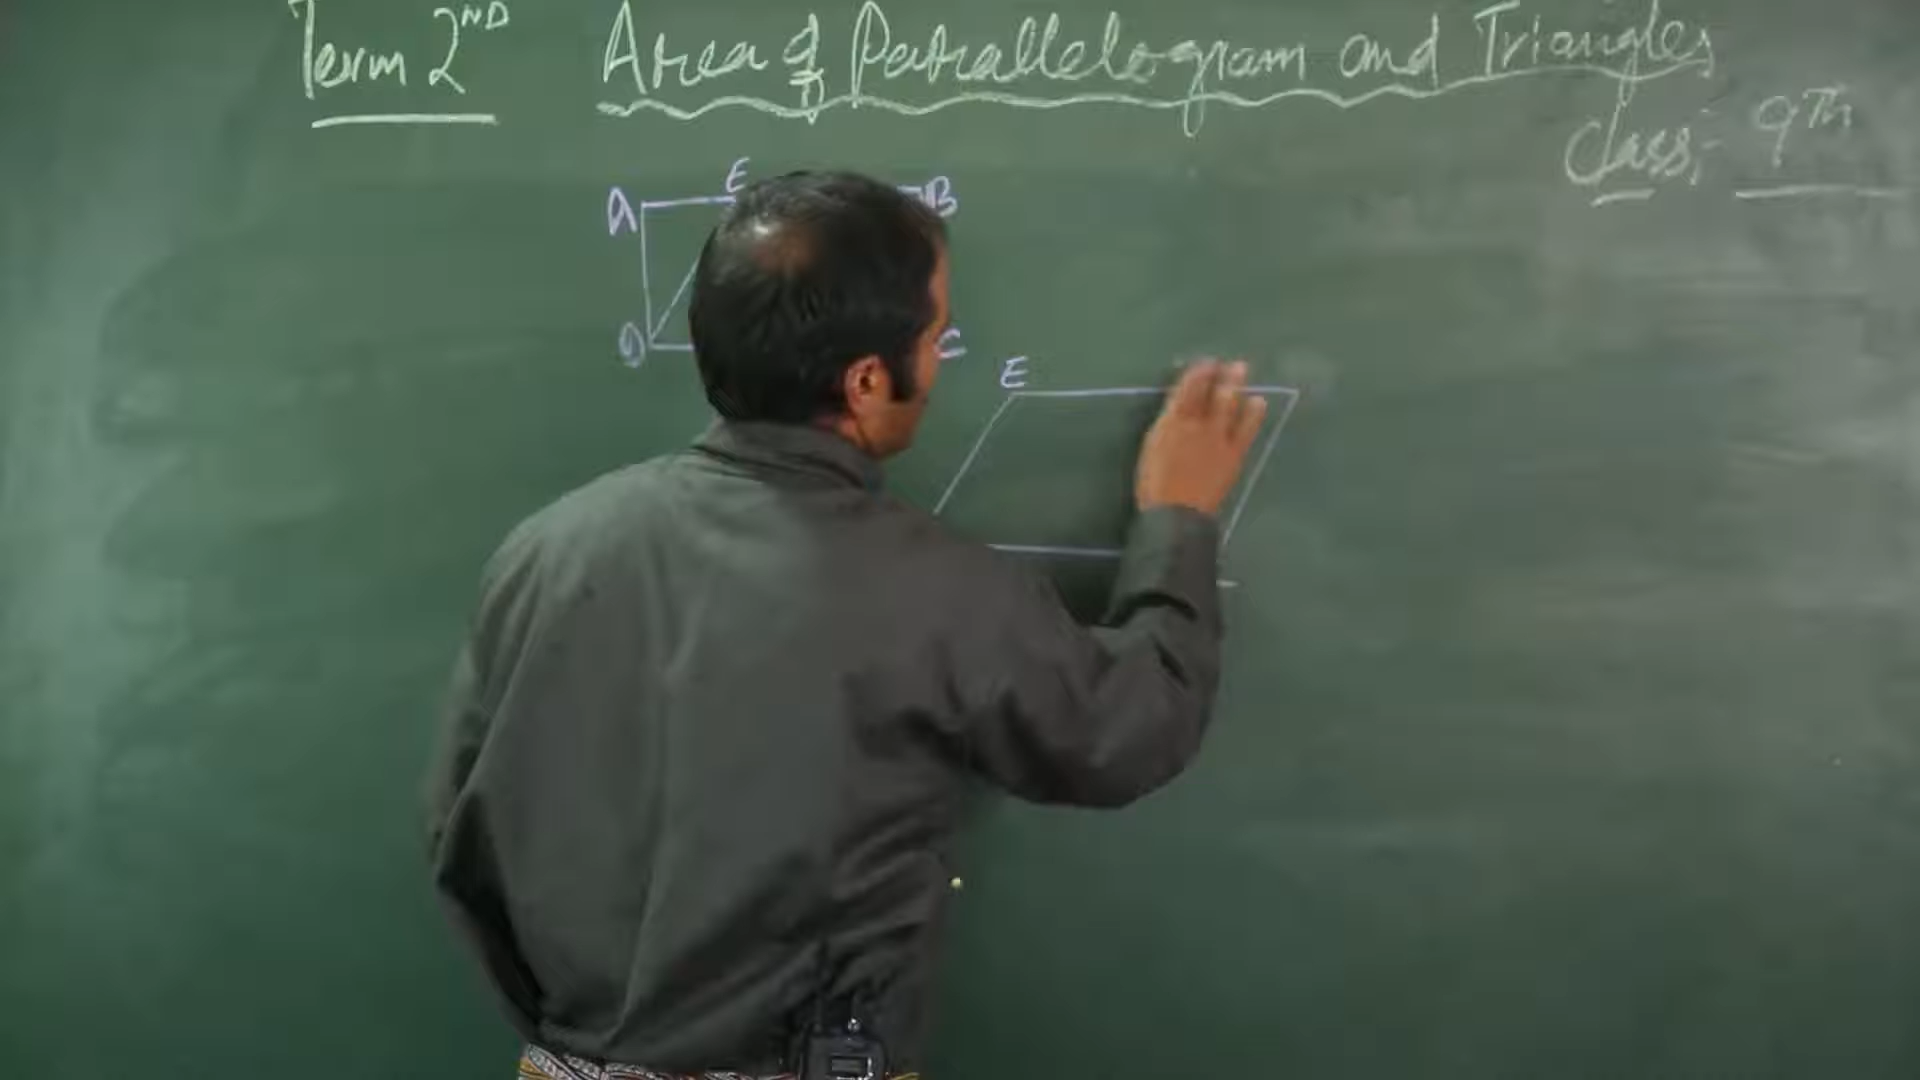 Term 2ND Area of Parallelogram and Triangles
Class:- 9Th
E
A B
D C
E